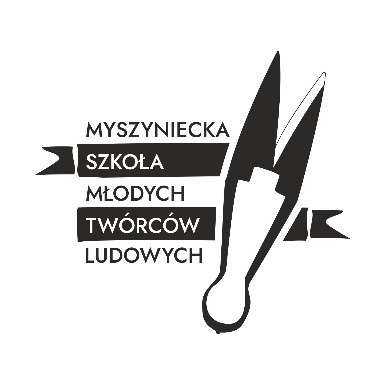 MYSZYNIECKA
SZKOŁA
MŁODYCH
TWÓRCÓW
LUDOWYCH